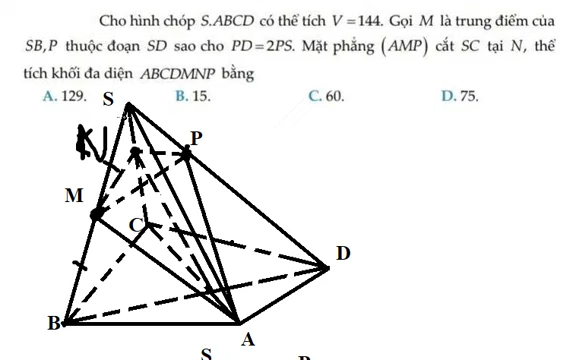 Cho hình chóp S.ABCD có thể tích V = 144. Gọi M là trung điểm của
SB, P thuộc đoạn SD sao cho PD = 2PS. Mặt phẳng (AMP) cắt SC tại N, thể
tích khối đa diện ABCDMNP bằng
A. 129. B. 15. C. 60. D. 75.
S
N
P
M
C
D
B
A
S